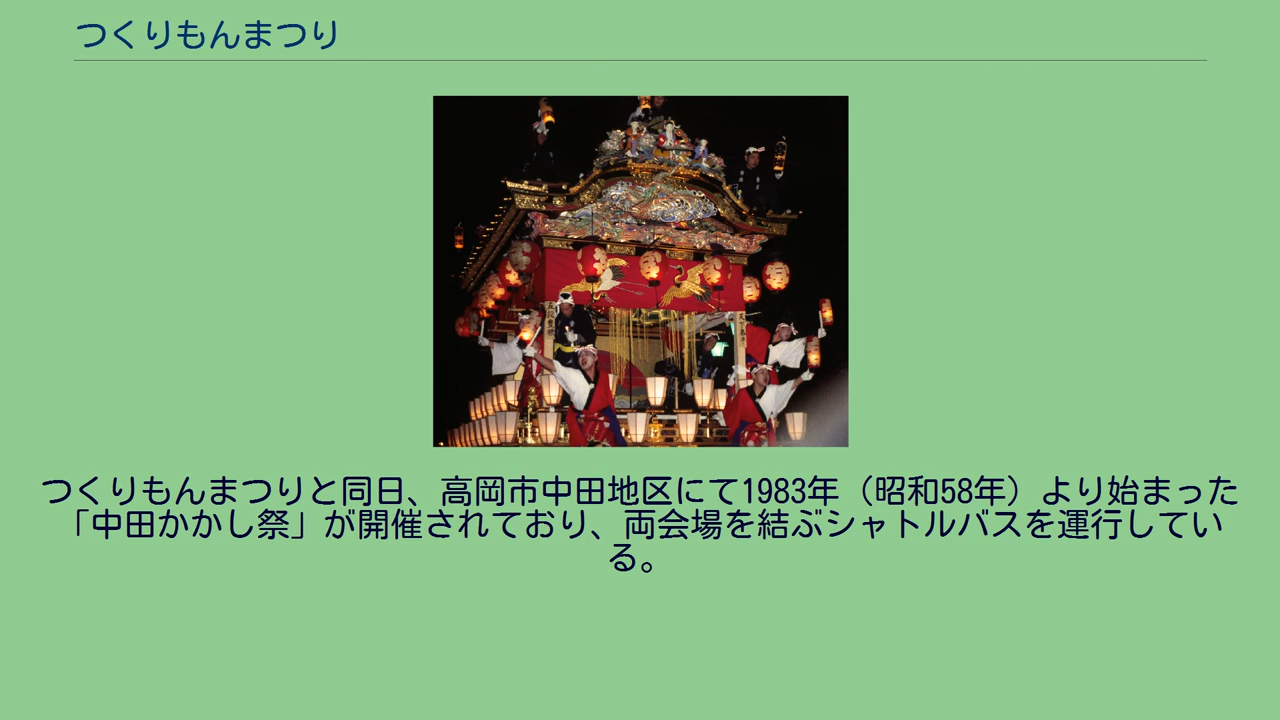 つくりもんまつり
つくりもんまつりと同日、高岡市中田地区にて1983年（昭和58年）より始まった
「中田かかし祭」が開催されており、両会場を結ぶシャトルバスを運行してい
る。